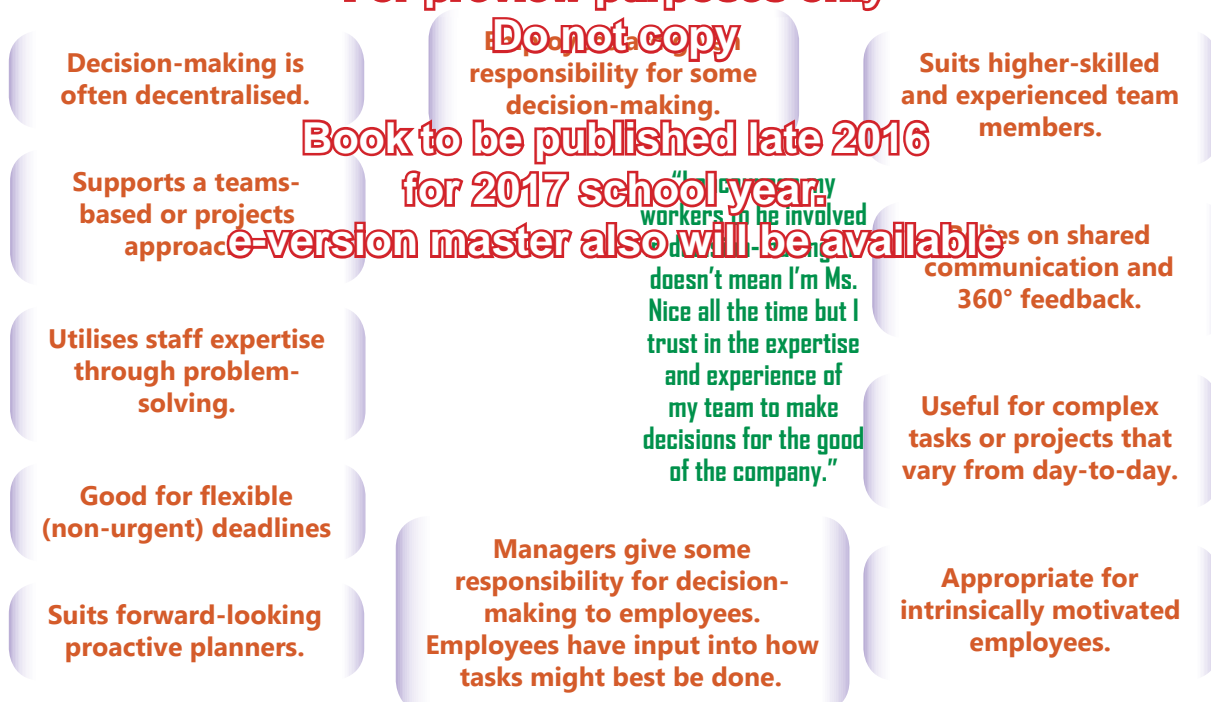 For preview purposes only
Do not copy
Decision-making is
often decentralised.
responsibility for some
decision-making.
Suits higher-skilled
and experienced team
members.
Book to be published late 2016
for 2017 school year.
e-version master also will be available
Supports a teams-
based or projects
workers to be involved
doesn't mean I'm Ms.
Nice all the time but I
trust in the expertise
and experience of
my team to make
decisions for the good
of the company."
on shared
communication and
360° feedback.
Utilises staff expertise
through problem-
solving.
Useful for complex
tasks or projects that
vary from day-to-day.
Good for flexible
(non-urgent) deadlines
Suits forward-looking
proactive planners.
Managers give some
responsibility for decision-
making to employees.
Employees have input into how
tasks might best be done.
Appropriate for
intrinsically motivated
employees.